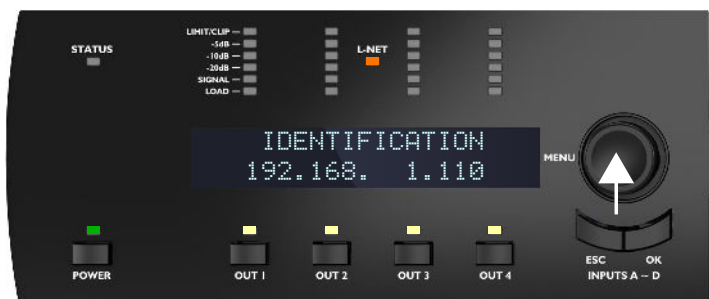 LIMIT/CLIP
STATUS
-5dB
L-NET
-10dB
-20dB
SIGNAL
LOAD
IDENTIFICATION
192.168. 1.110
MENU
POWER
OUT 1
OUT 2
OUT 3
OUT 4
ESC OK
INPUTS A – D